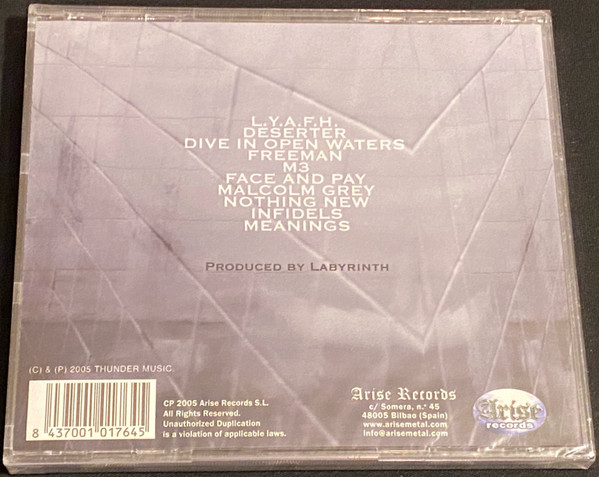 L.Y.A.F.H.
DESERTER
DIVE IN OPEN WATERS
FREEMAN
M3
FACE AND PAY
MALCOLM GREY
NOTHING NEW
INFIDELS
MEANINGS
PRODUCED BY LABYRINTH
(C) & (P) 2005 THUNDER MUSIC
8 437001 017645
CP 2005 Arise Records S.L.
All Rights Reserved.
Unauthorized Duplication
is a violation of applicable laws.
Arise Records
c/ Somera, n.º 45
48005 Bilbao (Spain)
www.arisemetal.com
info@arisemetal.com
Arise
records